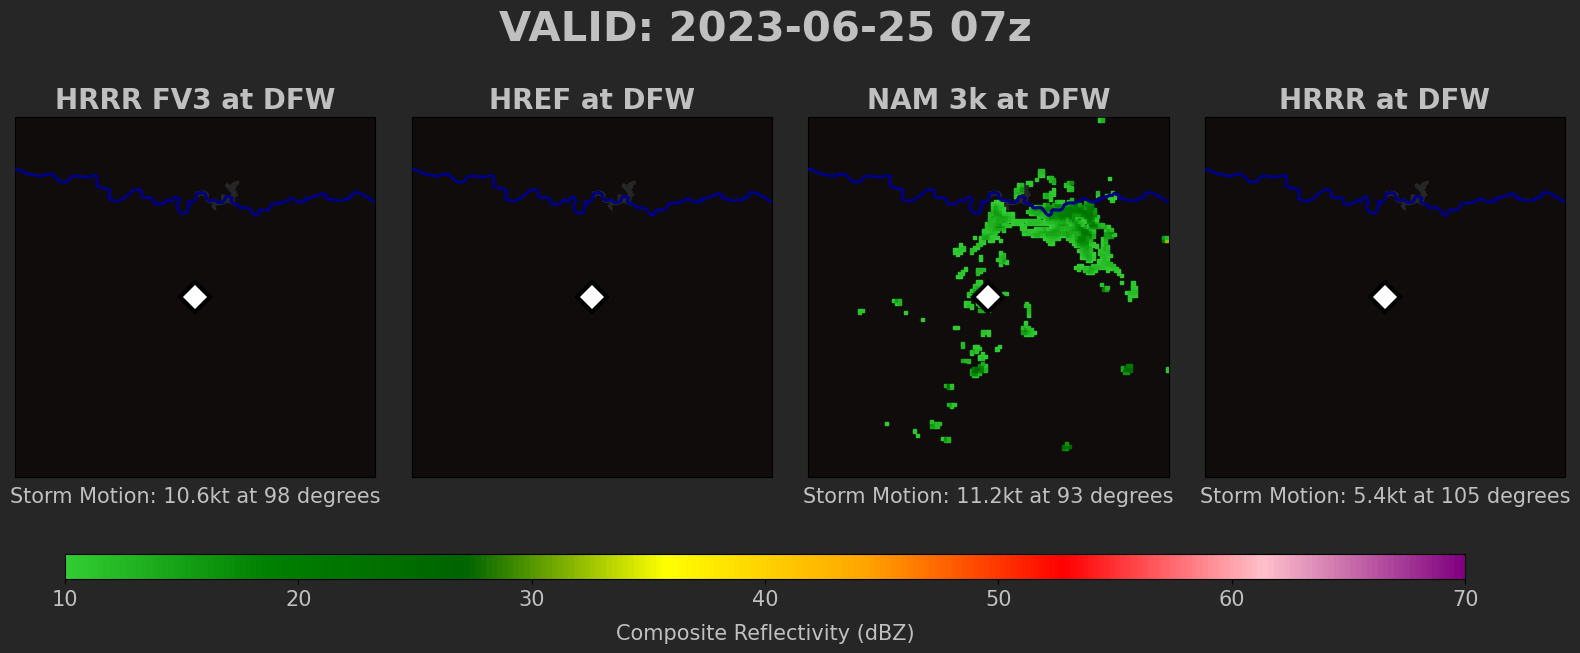 VALID: 2023-06-25 07z
HRRR FV3 at DFW
HREF at DFW
NAM 3k at DFW
HRRR at DFW
Storm Motion: 10.6kt at 98 degrees
Storm Motion: 11.2kt at 93 degrees
Storm Motion: 5.4kt at 105 degrees
10 20 30 40 50 60 70
Composite Reflectivity (dBZ)